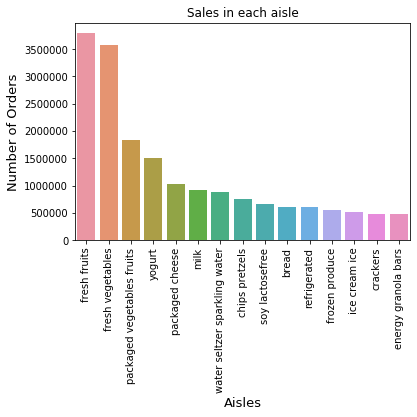 Sales in each aisle
Number of Orders
3500000
3000000
2500000
2000000
1500000
1000000
500000
0
fresh fruits
fresh vegetables
packaged vegetables fruits
yogurt
packaged cheese
milk
water seltzer sparkling water
chips pretzels
soy lactosefree
bread
refrigerated
frozen produce
ice cream ice
crackers
energy granola bars
Aisles